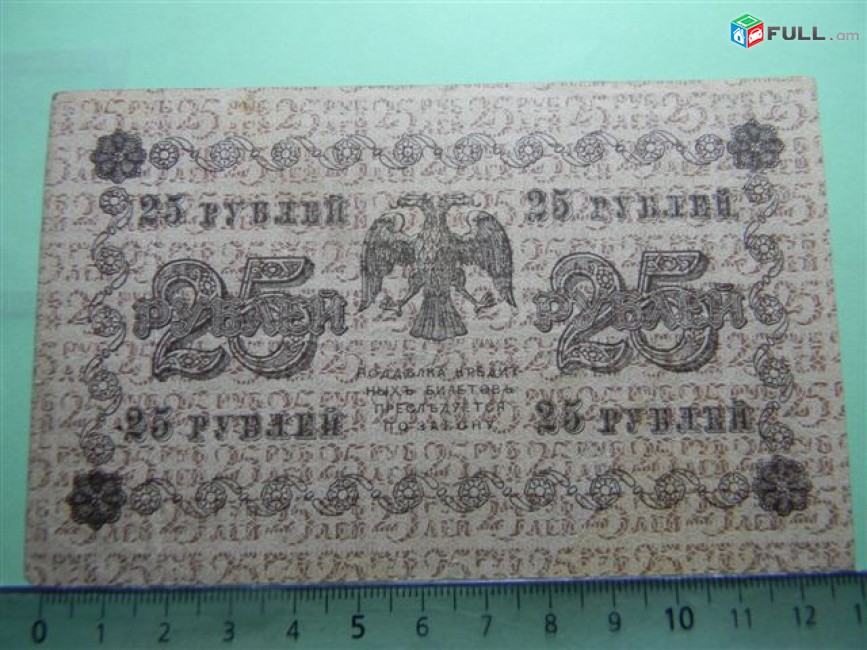 FULL.am
25 РУБЛЕЙ 25 РУБЛЕЙ
25 РУБЛЕЙ 25 РУБЛЕЙ
ПОДДѢЛКА КРЕДИТ
НЫХЪ БИЛЕТОВЪ
ПРЕСЛѢДУЕТСЯ
ПО ЗАКОНУ
25 РУБЛЕЙ 25 РУБЛЕЙ
0 1 2 3 4 5 6 7 8 9 10 11 12